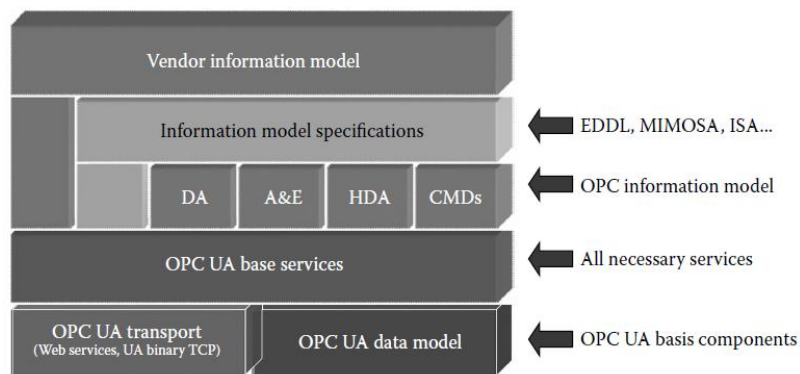 Vendor information model
Information model specifications
EDDL, MIMOSA, ISA...
DA
A&E
HDA
CMDs
OPC information model
OPC UA base services
All necessary services
OPC UA transport
(Web services, UA binary TCP)
OPC UA data model
OPC UA basis components